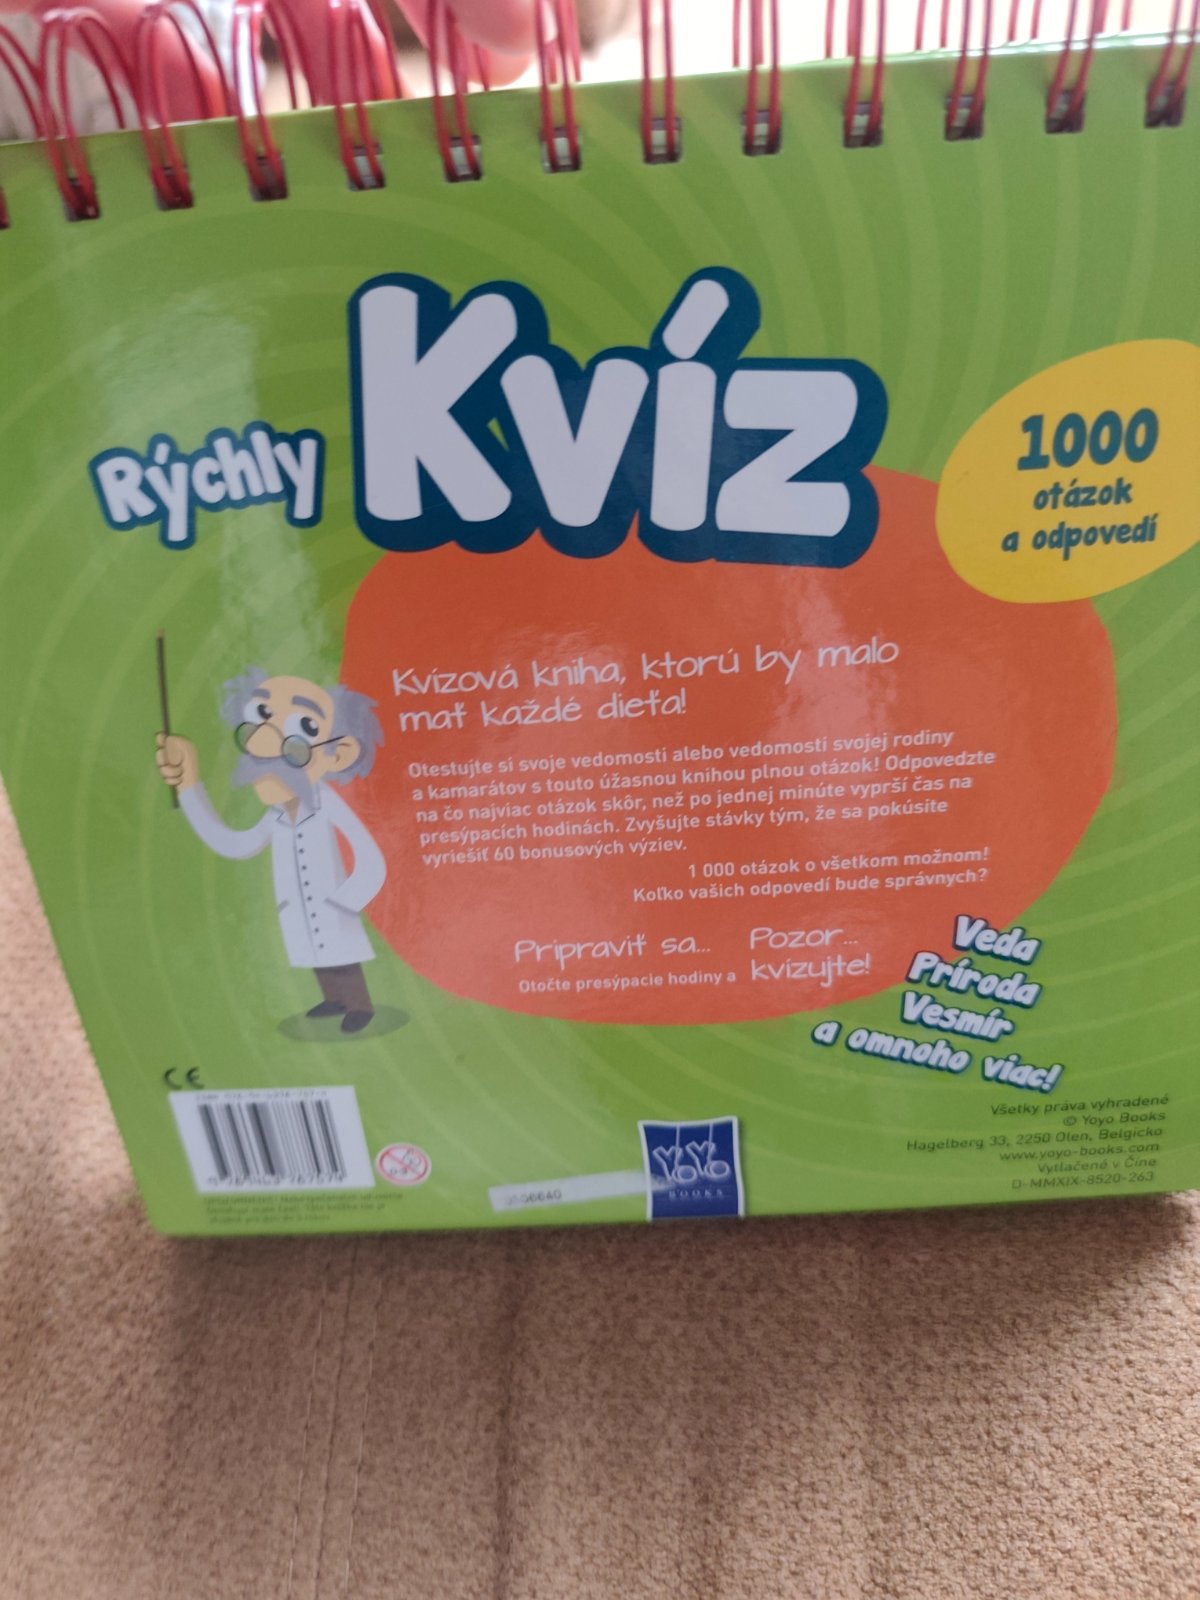 Rýchly
Kvíz
1000
otázok
a odpovedí
Kvízová kniha, ktorú by malo
mať každé dieťa!
Otestujte si svoje vedomosti alebo vedomosti svojej rodiny
a kamarátov s touto úžasnou knihou plnou otázok! Odpovedzte
na čo najviac otázok skôr, než po jednej minúte vyprší čas na
presýpacích hodinách. Zvyšujte stávky tým, že sa pokúsite
vyriešiť 60 bonusových výziev.
1 000 otázok o všetkom možnom!
Koľko vašich odpovedí bude správnych?
Pripraviť sa...
Otočte presýpacie hodiny a
Pozor...
kvízujte!
Veda
Príroda
Vesmír
a omnoho viac!
CE
0-3
YOYO
BOOKS
Všetky práva vyhradené
© Yoyo Books
Hagelberg 33, 2250 Olen, Belgicko
www.yoyo-books.com
Vytlačené v Číne
D-MMXIX-8520-263